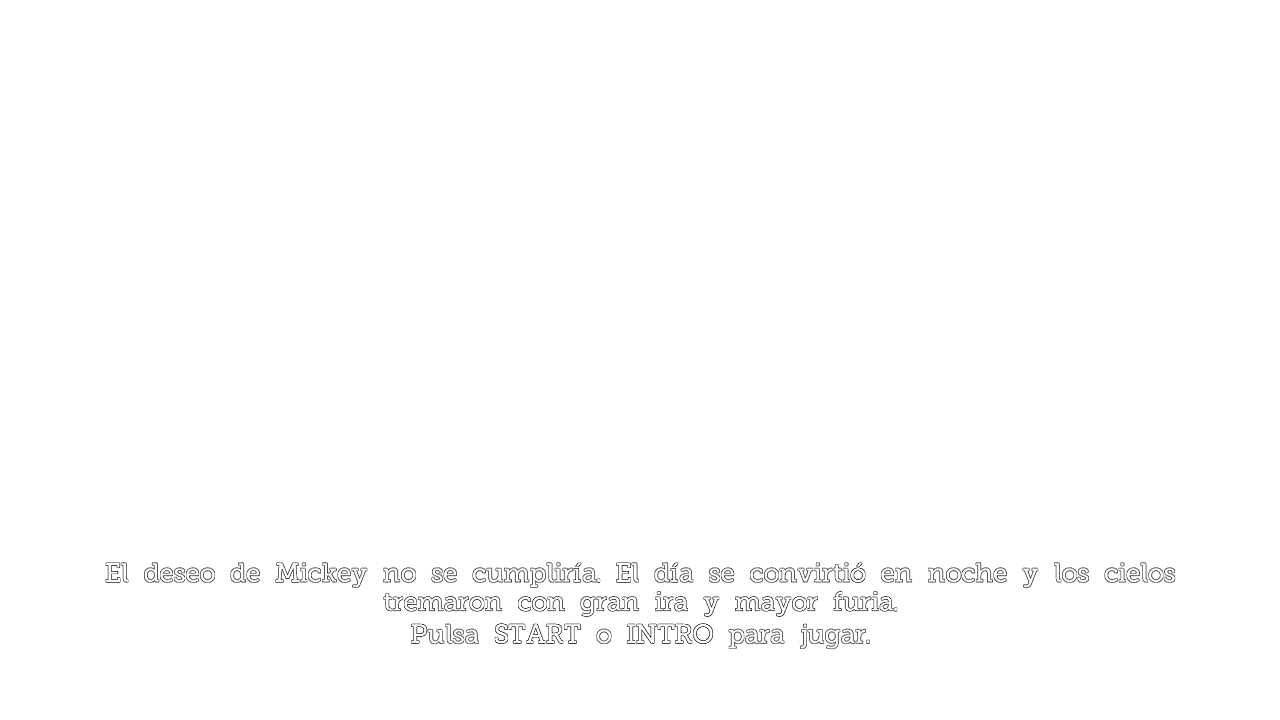 El deseo de Mickey no se cumpliría. El día se convirtió en noche y los cielos
tremaron con gran ira y mayor furia.
Pulsa START o INTRO para jugar.